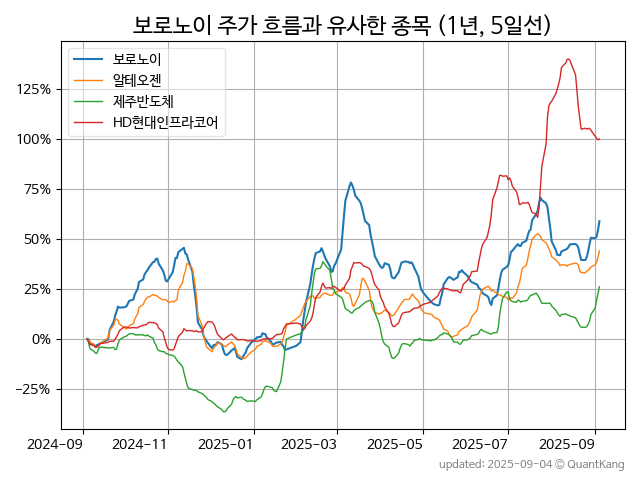 보로노이 주가 흐름과 유사한 종목 (1년, 5일선)
보로노이
알테오젠
제주반도체
HD현대인프라코어
125%
100%
75%
50%
25%
0%
−25%
2024−09
2024−11
2025−01
2025−03
2025−05
2025−07
2025−09
updated: 2025−09−04 © QuantKang